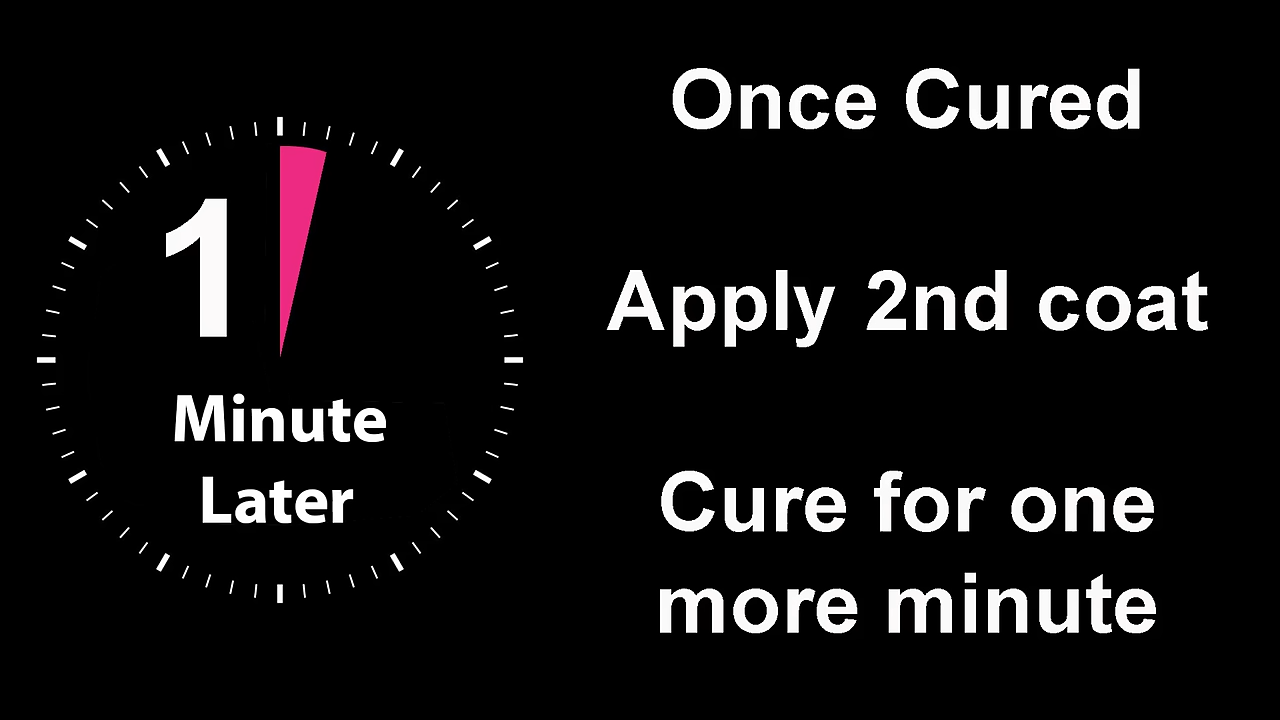 1
Minute
Later
Once Cured
Apply 2nd coat
Cure for one
more minute